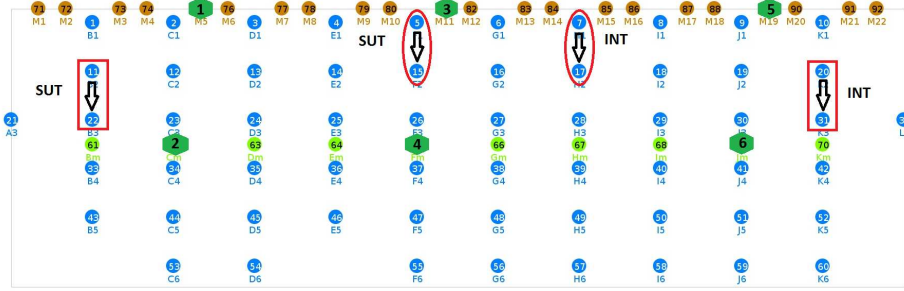 71 72 73 74 1 76 77 78 79 80 3 82 83 84 85 86 87 88 5 90 91 92
M1 M2 M3 M4 M5 M6 M7 M8 M9 M10 M11 M12 M13 M14 M15 M16 M17 M18 M19 M20 M21 M22
1 2 3 4 5 6 7 8 9 10
B1 C1 D1 E1 G1 I1 J1 K1
SUT INT
11 12 13 14 15 16 17 18 19 20
C2 D2 E2 F2 G2 H2 I2 J2
SUT INT
21 22 23 24 25 26 27 28 29 30 31
A3 B3 C3 D3 E3 F3 G3 H3 I3 J3 K3 L
61 2 63 64 4 66 67 68 6 70
Bm Cm Dm Em Fm Gm Hm Im Jm Km
33 34 35 36 37 38 39 40 41 42
B4 C4 D4 E4 F4 G4 H4 I4 J4 K4
43 44 45 46 47 48 49 50 51 52
B5 C5 D5 E5 F5 G5 H5 I5 J5 K5
53 54 55 56 57 58 59 60
C6 D6 F6 G6 H6 I6 J6 K6